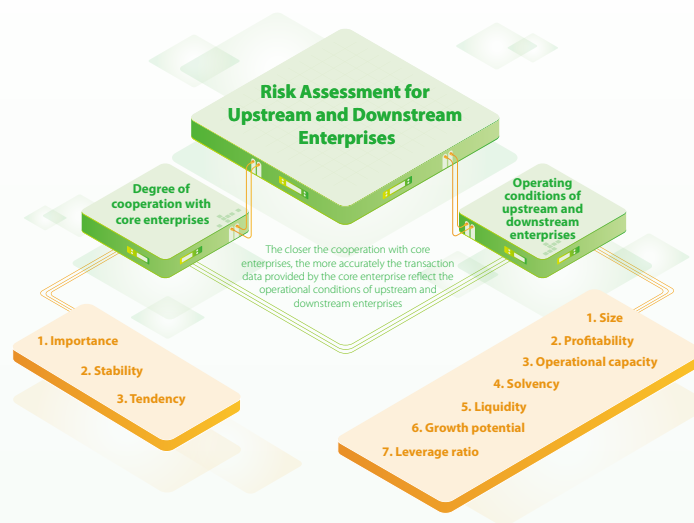 Risk Assessment for
Upstream and Downstream
Enterprises
Degree of
cooperation with
core enterprises
Operating
conditions of
upstream and
downstream
enterprises
The closer the cooperation with core
enterprises, the more accurately the transaction
data provided by the core enterprise reflect the
operational conditions of upstream and
downstream enterprises
1. Importance
2. Stability
3. Tendency
1. Size
2. Profitability
3. Operational capacity
4. Solvency
5. Liquidity
6. Growth potential
7. Leverage ratio